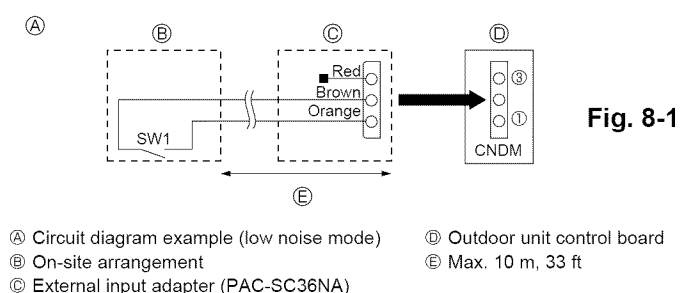 Ⓐ
Ⓑ
Ⓒ
Ⓓ
Red
Brown
Orange
③
①
SW1
CNDM
Fig. 8-1
Ⓔ
Ⓐ Circuit diagram example (low noise mode)
Ⓑ On-site arrangement
Ⓒ External input adapter (PAC-SC36NA)
Ⓓ Outdoor unit control board
Ⓔ Max. 10 m, 33 ft